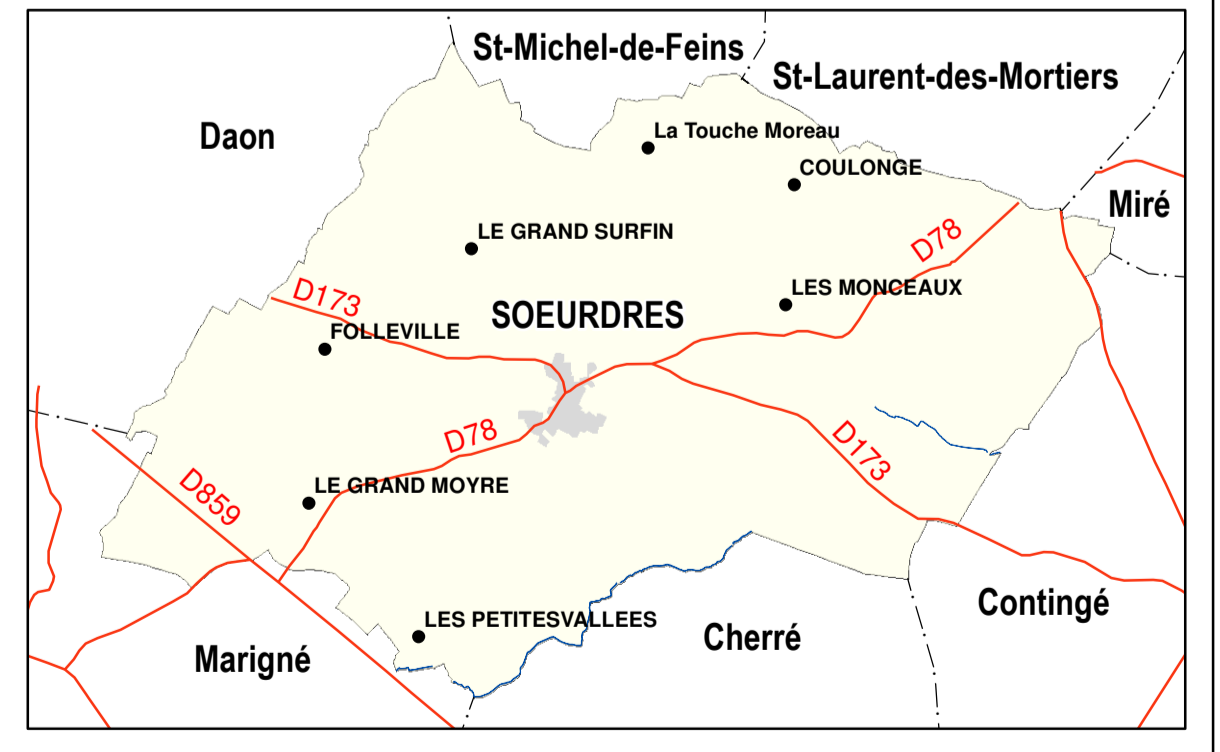 St-Michel-de-Feins
St-Laurent-des-Mortiers
Daon
La Touche Moreau
COULONGE
Miré
LE GRAND SURFIN
D78
LES MONCEAUX
D173
SOEURDRES
FOLLEVILLE
D78
D173
LE GRAND MOYRE
D859
Contingé
LES PETITESVALLEES
Cherré
Marigné